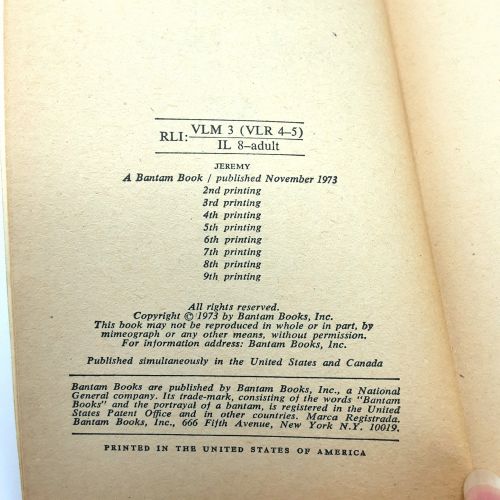 RLI: VLM 3 (VLR 4–5)
IL 8–adult
JEREMY
A Bantam Book / published November 1973
2nd printing
3rd printing
4th printing
5th printing
6th printing
7th printing
8th printing
9th printing
All rights reserved.
Copyright © 1973 by Bantam Books, Inc.
This book may not be reproduced in whole or in part, by
mimeograph or any other means, without permission.
For information address: Bantam Books, Inc.
Published simultaneously in the United States and Canada
Bantam Books are published by Bantam Books, Inc., a National
General company. Its trade-mark, consisting of the words "Bantam
Books" and the portrayal of a bantam, is registered in the United
States Patent Office and in other countries. Marca Registrada.
Bantam Books, Inc., 666 Fifth Avenue, New York N.Y. 10019.
PRINTED IN THE UNITED STATES OF AMERICA